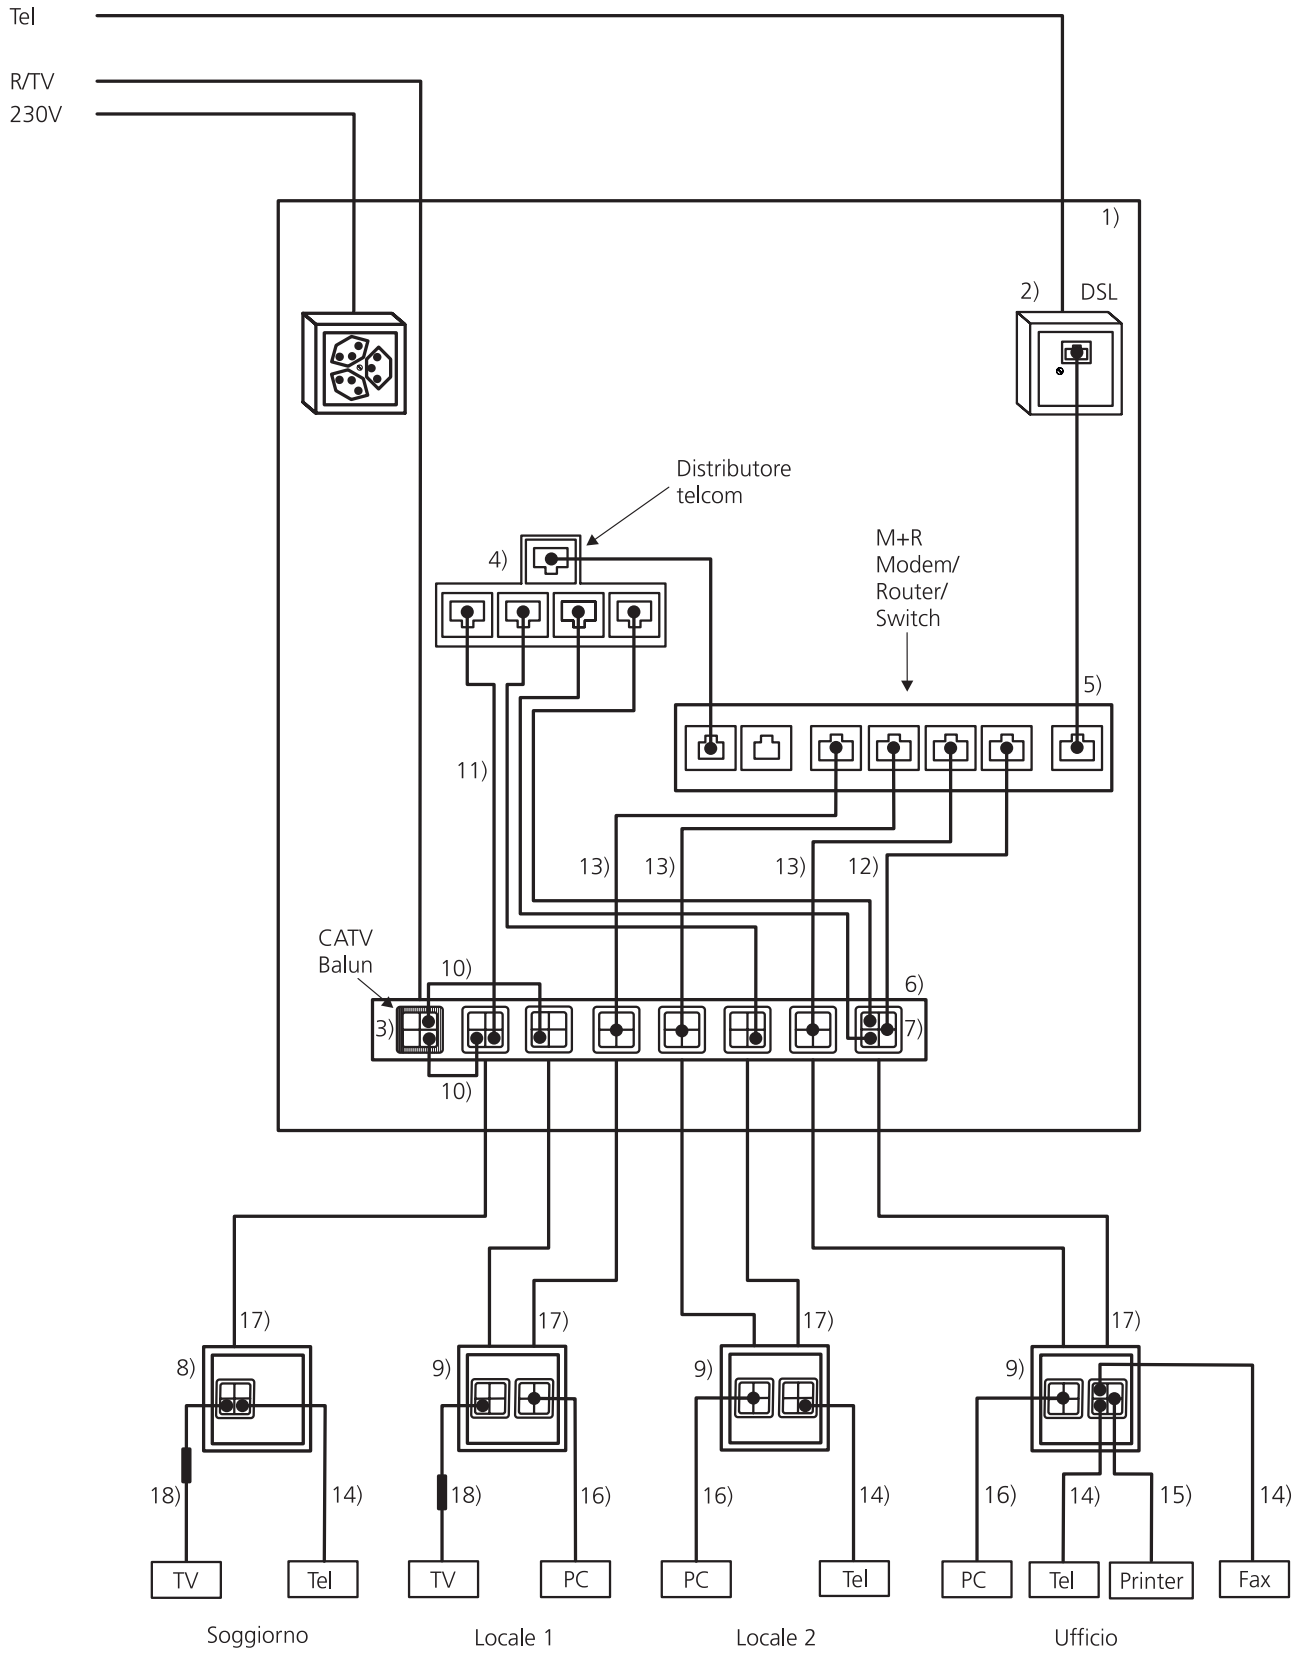 Tel
R/TV
230V
1)
2) DSL
Distributore
telcom
4)
M+R
Modem/
Router/
Switch
5)
11)
13) 13) 13) 12)
CATV
Balun
10)
6)
3)
7)
10)
17) 17) 17) 17)
8) 9) 9) 9)
18) 14) 18) 16) 16) 14) 16) 14) 15) 14)
TV Tel TV PC PC Tel PC Tel Printer Fax
Soggiorno Locale 1 Locale 2 Ufficio